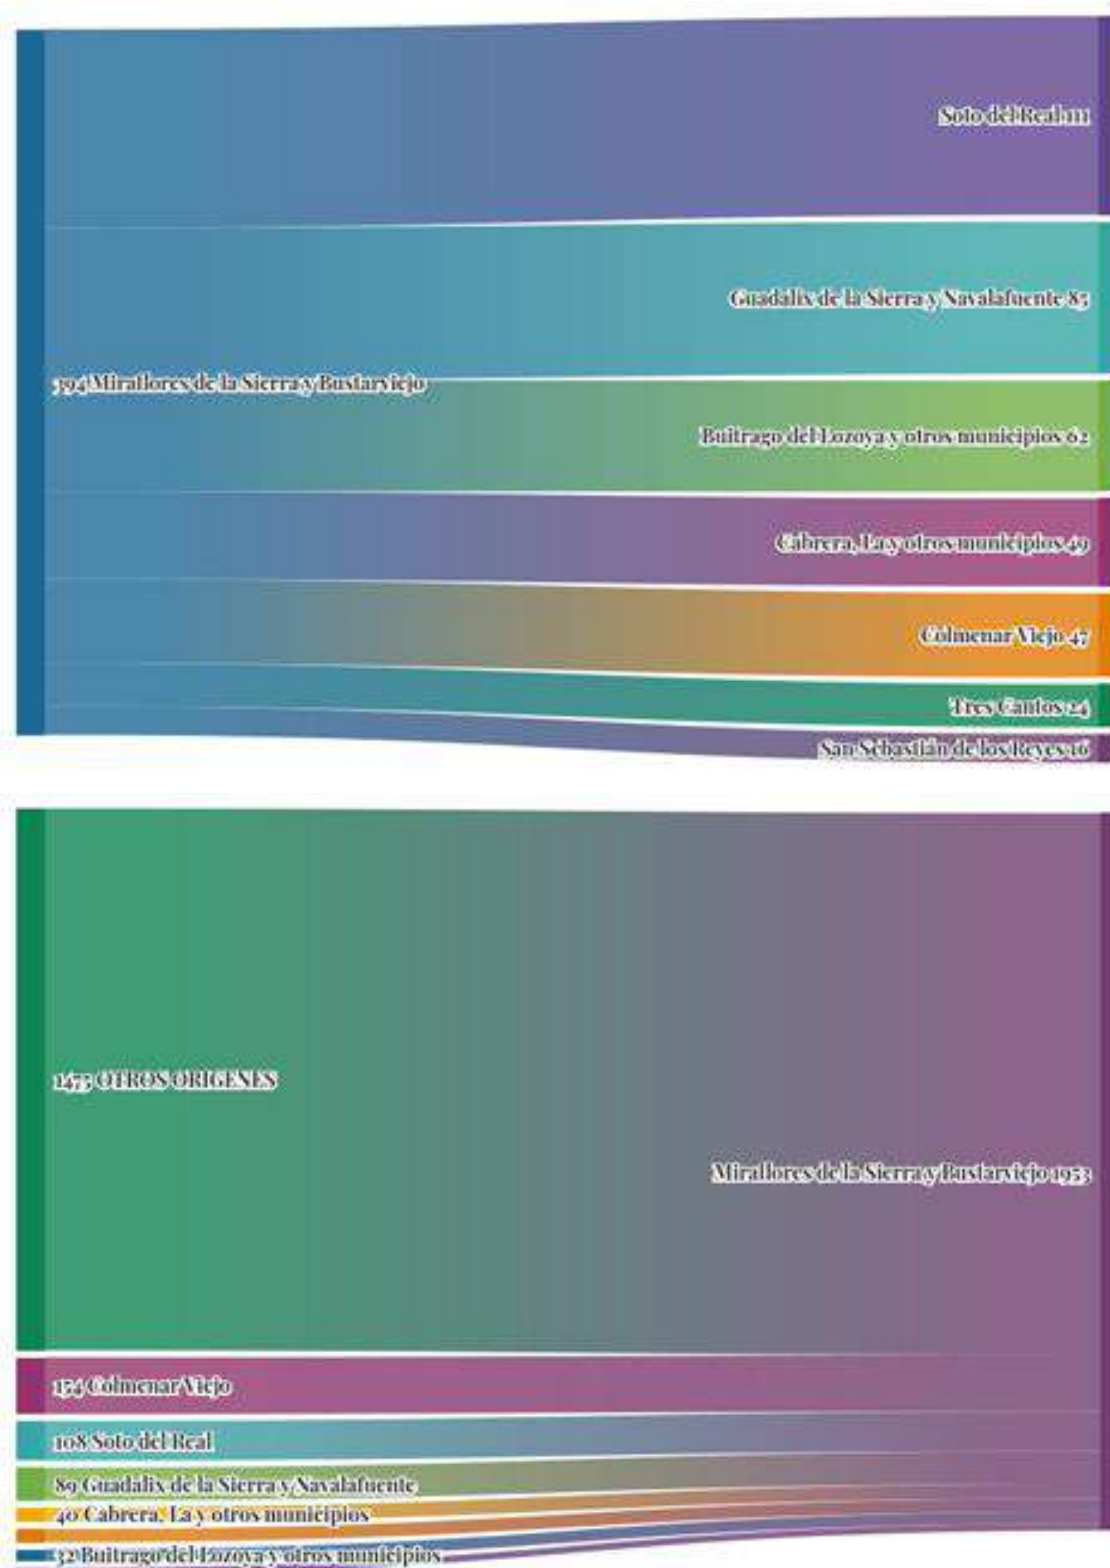 Soto del Real 111
Guadalix de la Sierra y Navalafuente 85
394 Miraflores de la Sierra y Bustarviejo
Buitrago del Lozoya y otros municipios 62
Cabrera, La y otros municipios 49
Colmenar Viejo 47
Tres Cantos 24
San Sebastián de los Reyes 16
1475 OTROS ORIGENES
Miraflores de la Sierra y Bustarviejo 1953
154 Colmenar Viejo
108 Soto del Real
89 Guadalix de la Sierra y Navalafuente
40 Cabrera, La y otros municipios
32 Buitrago del Lozoya y otros municipios